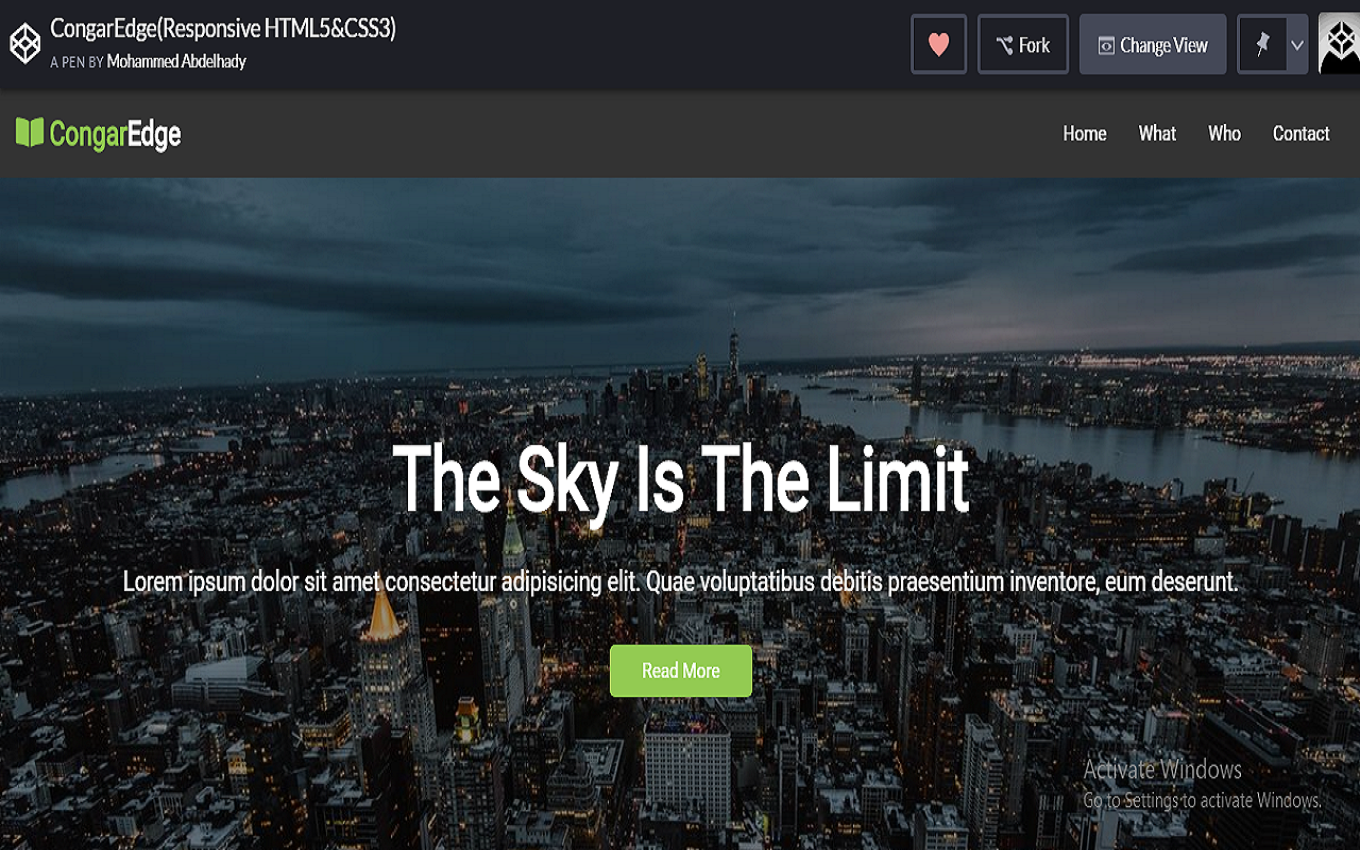 CongarEdge(Responsive HTML5&CSS3)
A PEN BY Mohammed Abdelhady
Fork
Change View
CongarEdge
Home What Who Contact
The Sky Is The Limit
Lorem ipsum dolor sit amet consectetur adipisicing elit. Quae voluptatibus debitis praesentium inventore, eum deserunt.
Read More
Activate Windows
Go to Settings to activate Windows.